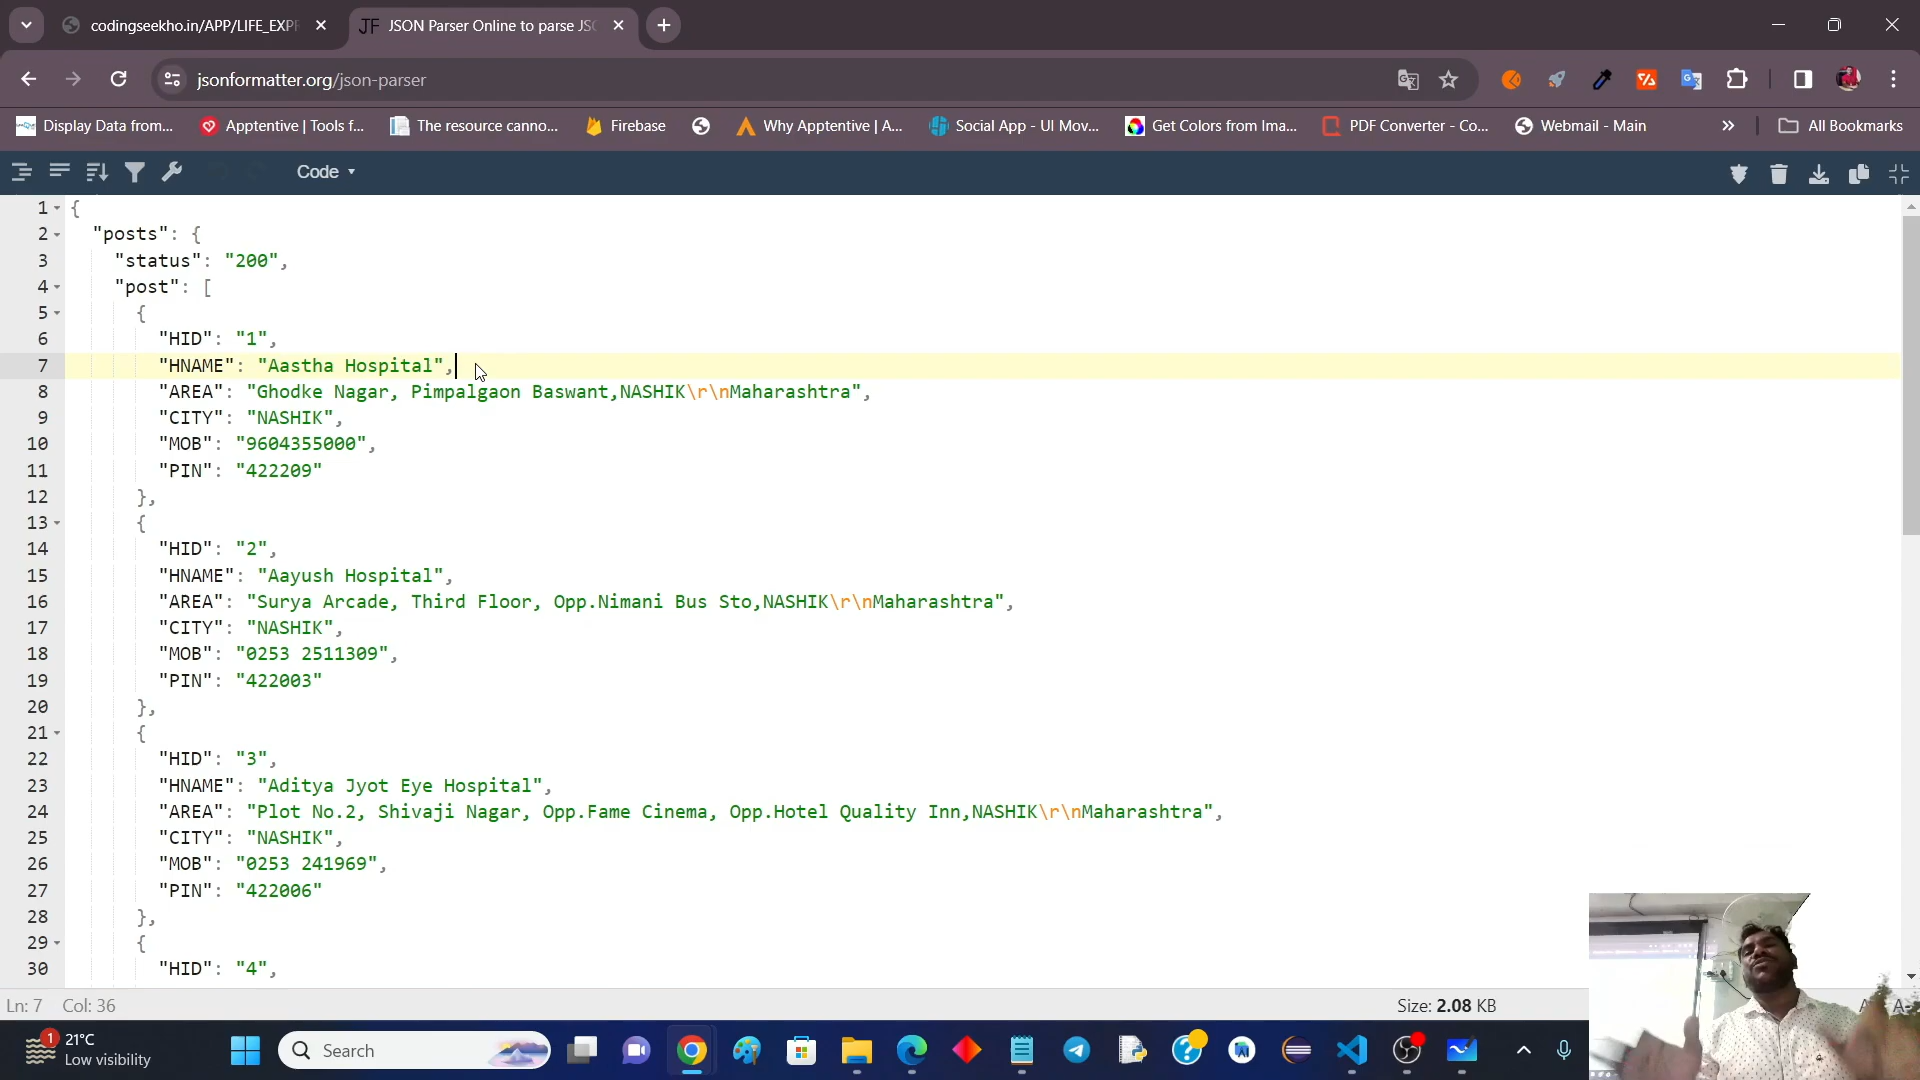 codingseekho.in/APP/LIFE_EXP
JF JSON Parser Online to parse JS
jsonformatter.org/json-parser
Display Data from...
Apptentive | Tools f...
The resource canno...
Firebase
Why Apptentive | A...
Social App - UI Mov...
Get Colors from Ima...
PDF Converter - Co...
Webmail - Main
»
All Bookmarks
Code
1 {
2 "posts": {
3 "status": "200",
4 "post": [
5 {
6 "HID": "1",
7 "HNAME": "Aastha Hospital",
8 "AREA": "Ghodke Nagar, Pimpalgaon Baswant,NASHIK\r\nMaharashtra",
9 "CITY": "NASHIK",
10 "MOB": "9604355000",
11 "PIN": "422209"
12 },
13 {
14 "HID": "2",
15 "HNAME": "Aayush Hospital",
16 "AREA": "Surya Arcade, Third Floor, Opp.Nimani Bus Sto,NASHIK\r\nMaharashtra",
17 "CITY": "NASHIK",
18 "MOB": "0253 2511309",
19 "PIN": "422003"
20 },
21 {
22 "HID": "3",
23 "HNAME": "Aditya Jyot Eye Hospital",
24 "AREA": "Plot No.2, Shivaji Nagar, Opp.Fame Cinema, Opp.Hotel Quality Inn,NASHIK\r\nMaharashtra",
25 "CITY": "NASHIK",
26 "MOB": "0253 241969",
27 "PIN": "422006"
28 },
29 {
30 "HID": "4",
Ln: 7 Col: 36
Size: 2.08 KB
1
21°C
Low visibility
Search